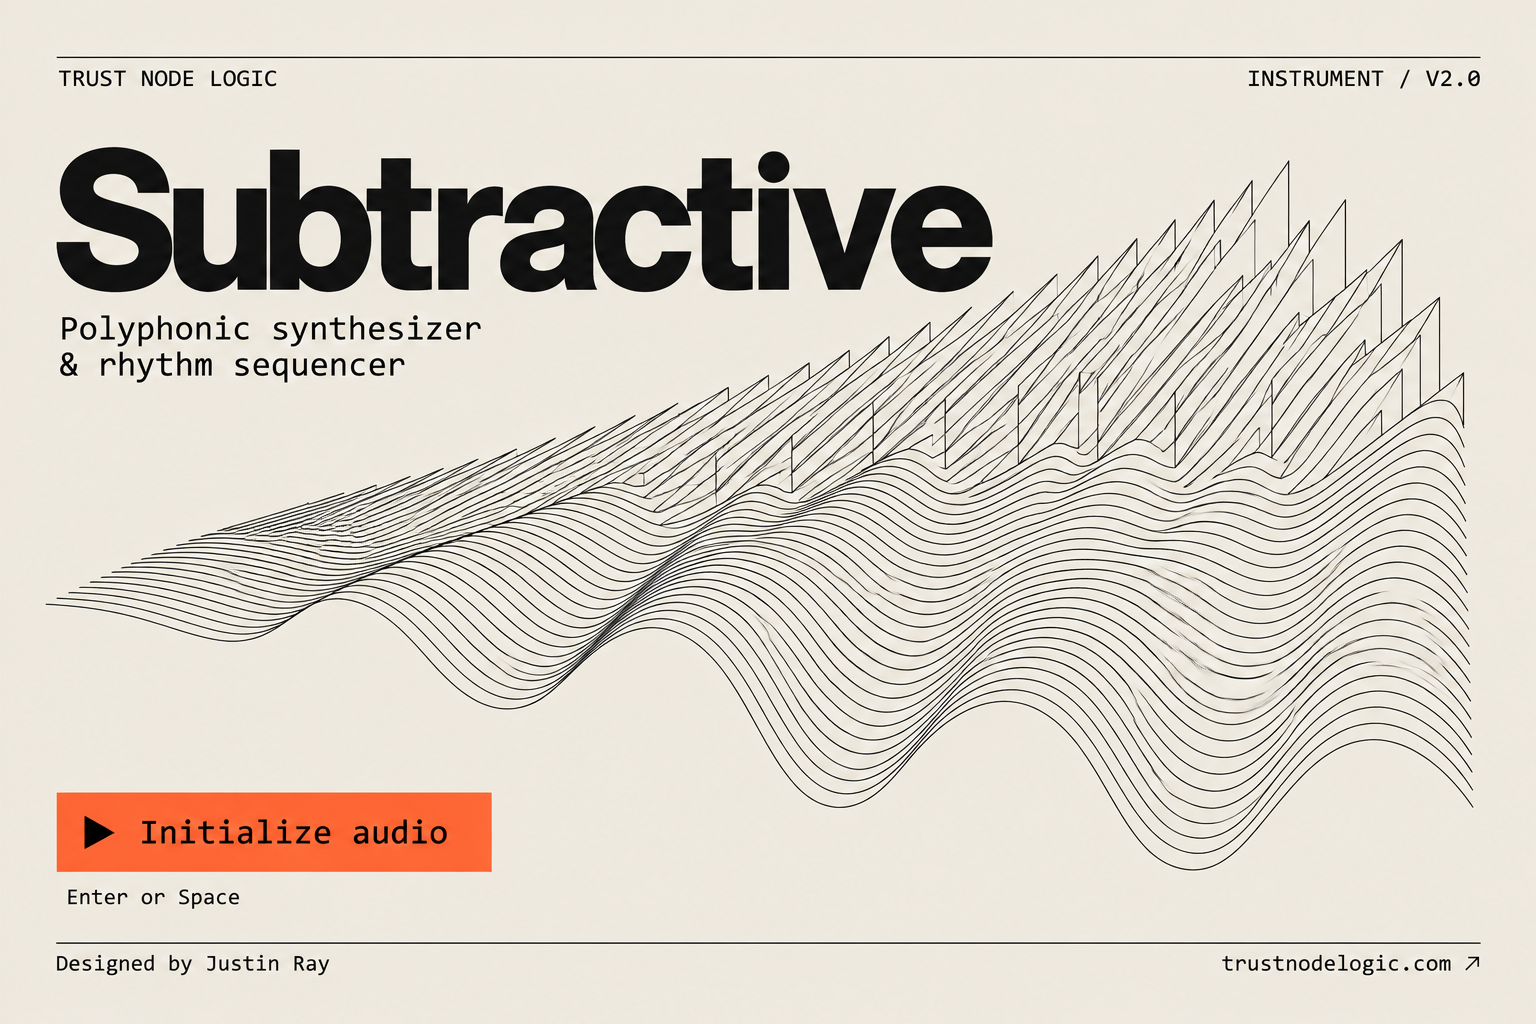 TRUST NODE LOGIC
INSTRUMENT / V2.0
Subtractive
Polyphonic synthesizer
& rhythm sequencer
Initialize audio
Enter or Space
Designed by Justin Ray
trustnodelogic.com ↗